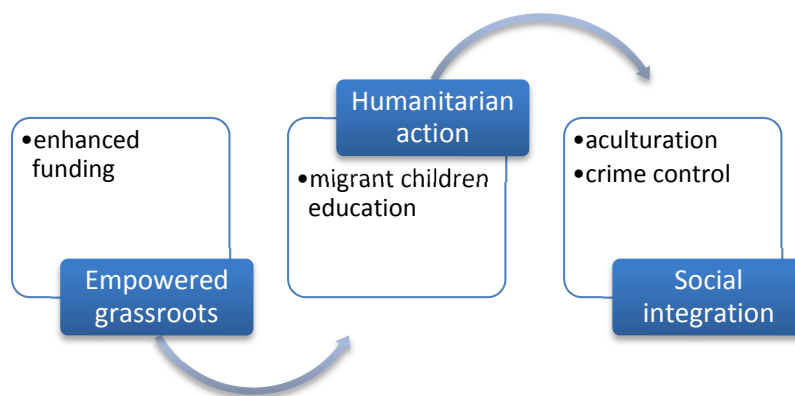 •enhanced
funding
Empowered
grassroots
Humanitarian
action
•migrant children
education
•aculturation
•crime control
Social
integration